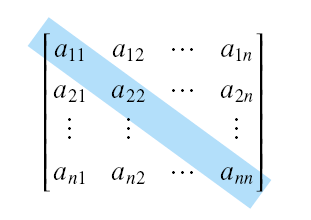 a₁₁ a₁₂ ⋯ a₁ₙ
a₂₁ a₂₂ ⋯ a₂ₙ
⋮ ⋮ ⋮
aₙ₁ aₙ₂ ⋯ aₙₙ